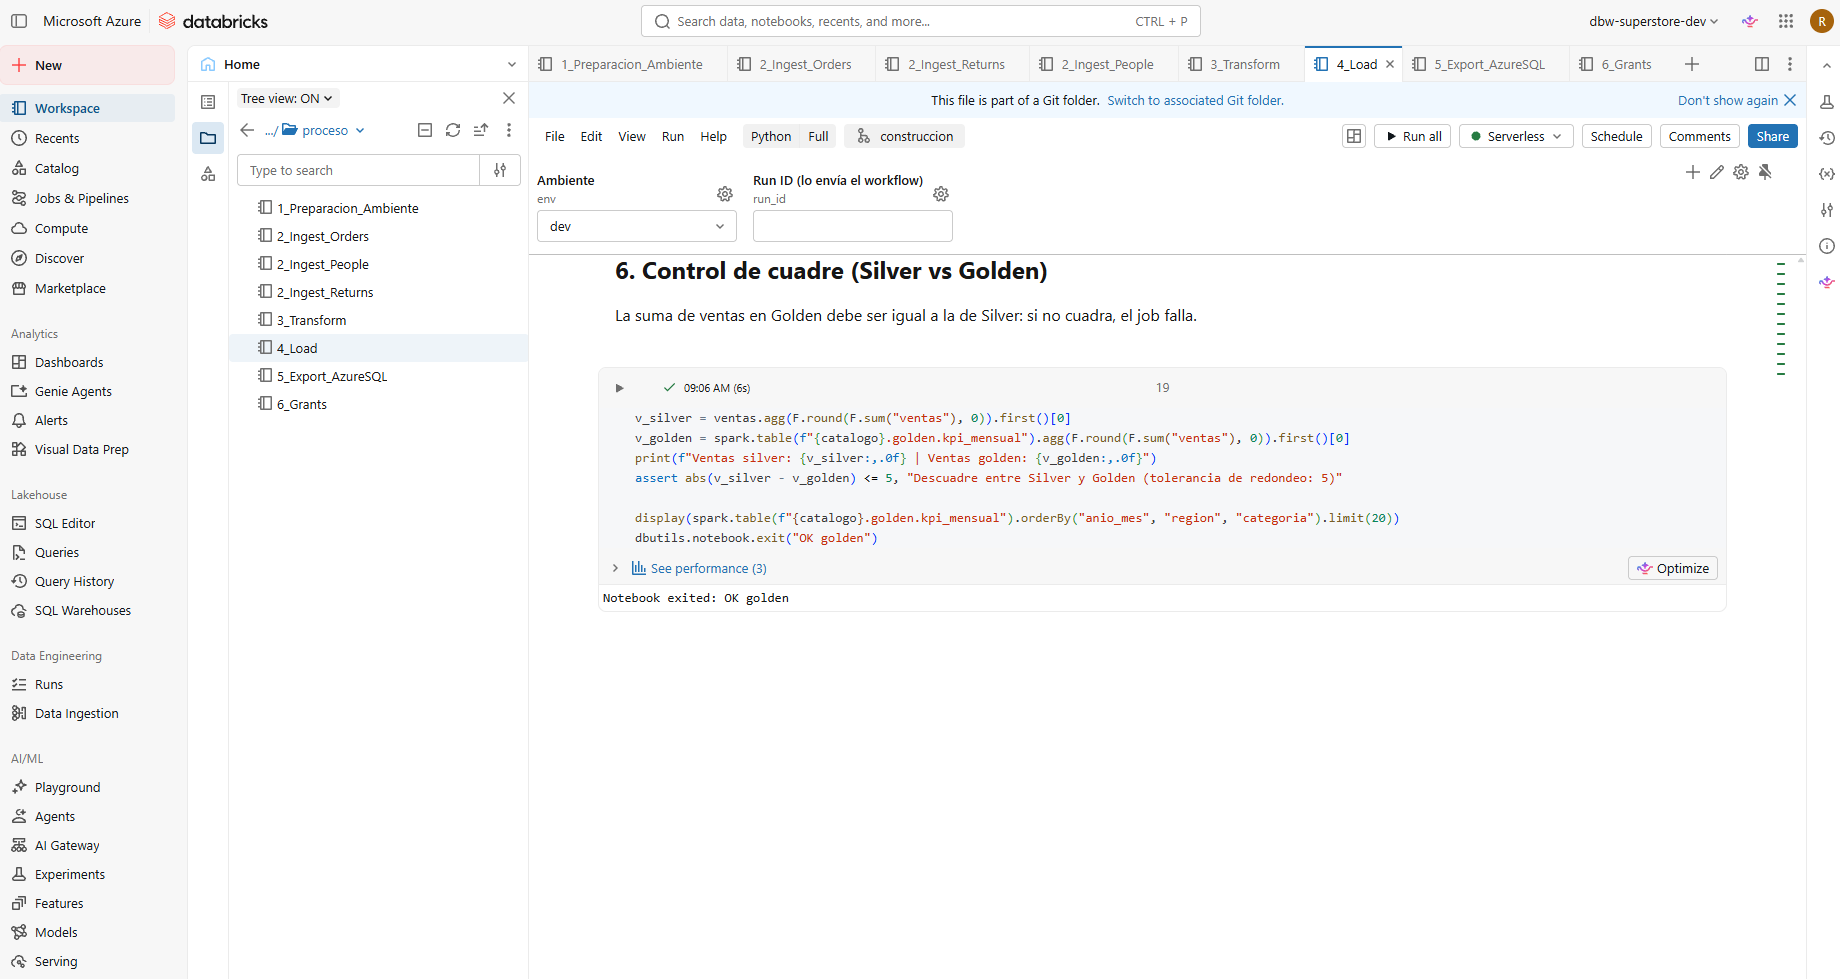 Microsoft Azure
databricks
Search data, notebooks, recents, and more...
CTRL + P
dbw-superstore-dev
R
New
Workspace
Recents
Catalog
Jobs & Pipelines
Compute
Discover
Marketplace
Analytics
Dashboards
Genie Agents
Alerts
Visual Data Prep
Lakehouse
SQL Editor
Queries
Query History
SQL Warehouses
Data Engineering
Runs
Data Ingestion
AI/ML
Playground
Agents
AI Gateway
Experiments
Features
Models
Serving
Home
Tree view: ON
.../ proceso
Type to search
1_Preparacion_Ambiente
2_Ingest_Orders
2_Ingest_People
2_Ingest_Returns
3_Transform
4_Load
5_Export_AzureSQL
6_Grants
1_Preparacion_Ambiente
2_Ingest_Orders
2_Ingest_Returns
2_Ingest_People
3_Transform
4_Load
5_Export_AzureSQL
6_Grants
This file is part of a Git folder. Switch to associated Git folder.
Don't show again
File Edit View Run Help Python Full construccion
Run all
Serverless
Schedule
Comments
Share
Ambiente
env
dev
Run ID (lo envía el workflow)
run_id
6. Control de cuadre (Silver vs Golden)
La suma de ventas en Golden debe ser igual a la de Silver: si no cuadra, el job falla.
09:06 AM (6s)
19
v_silver = ventas.agg(F.round(F.sum("ventas"), 0)).first()[0]
v_golden = spark.table(f"{catalogo}.golden.kpi_mensual").agg(F.round(F.sum("ventas"), 0)).first()[0]
print(f"Ventas silver: {v_silver:,.0f} | Ventas golden: {v_golden:,.0f}")
assert abs(v_silver - v_golden) <= 5, "Descuadre entre Silver y Golden (tolerancia de redondeo: 5)"
display(spark.table(f"{catalogo}.golden.kpi_mensual").orderBy("anio_mes", "region", "categoria").limit(20))
dbutils.notebook.exit("OK golden")
See performance (3)
Optimize
Notebook exited: OK golden